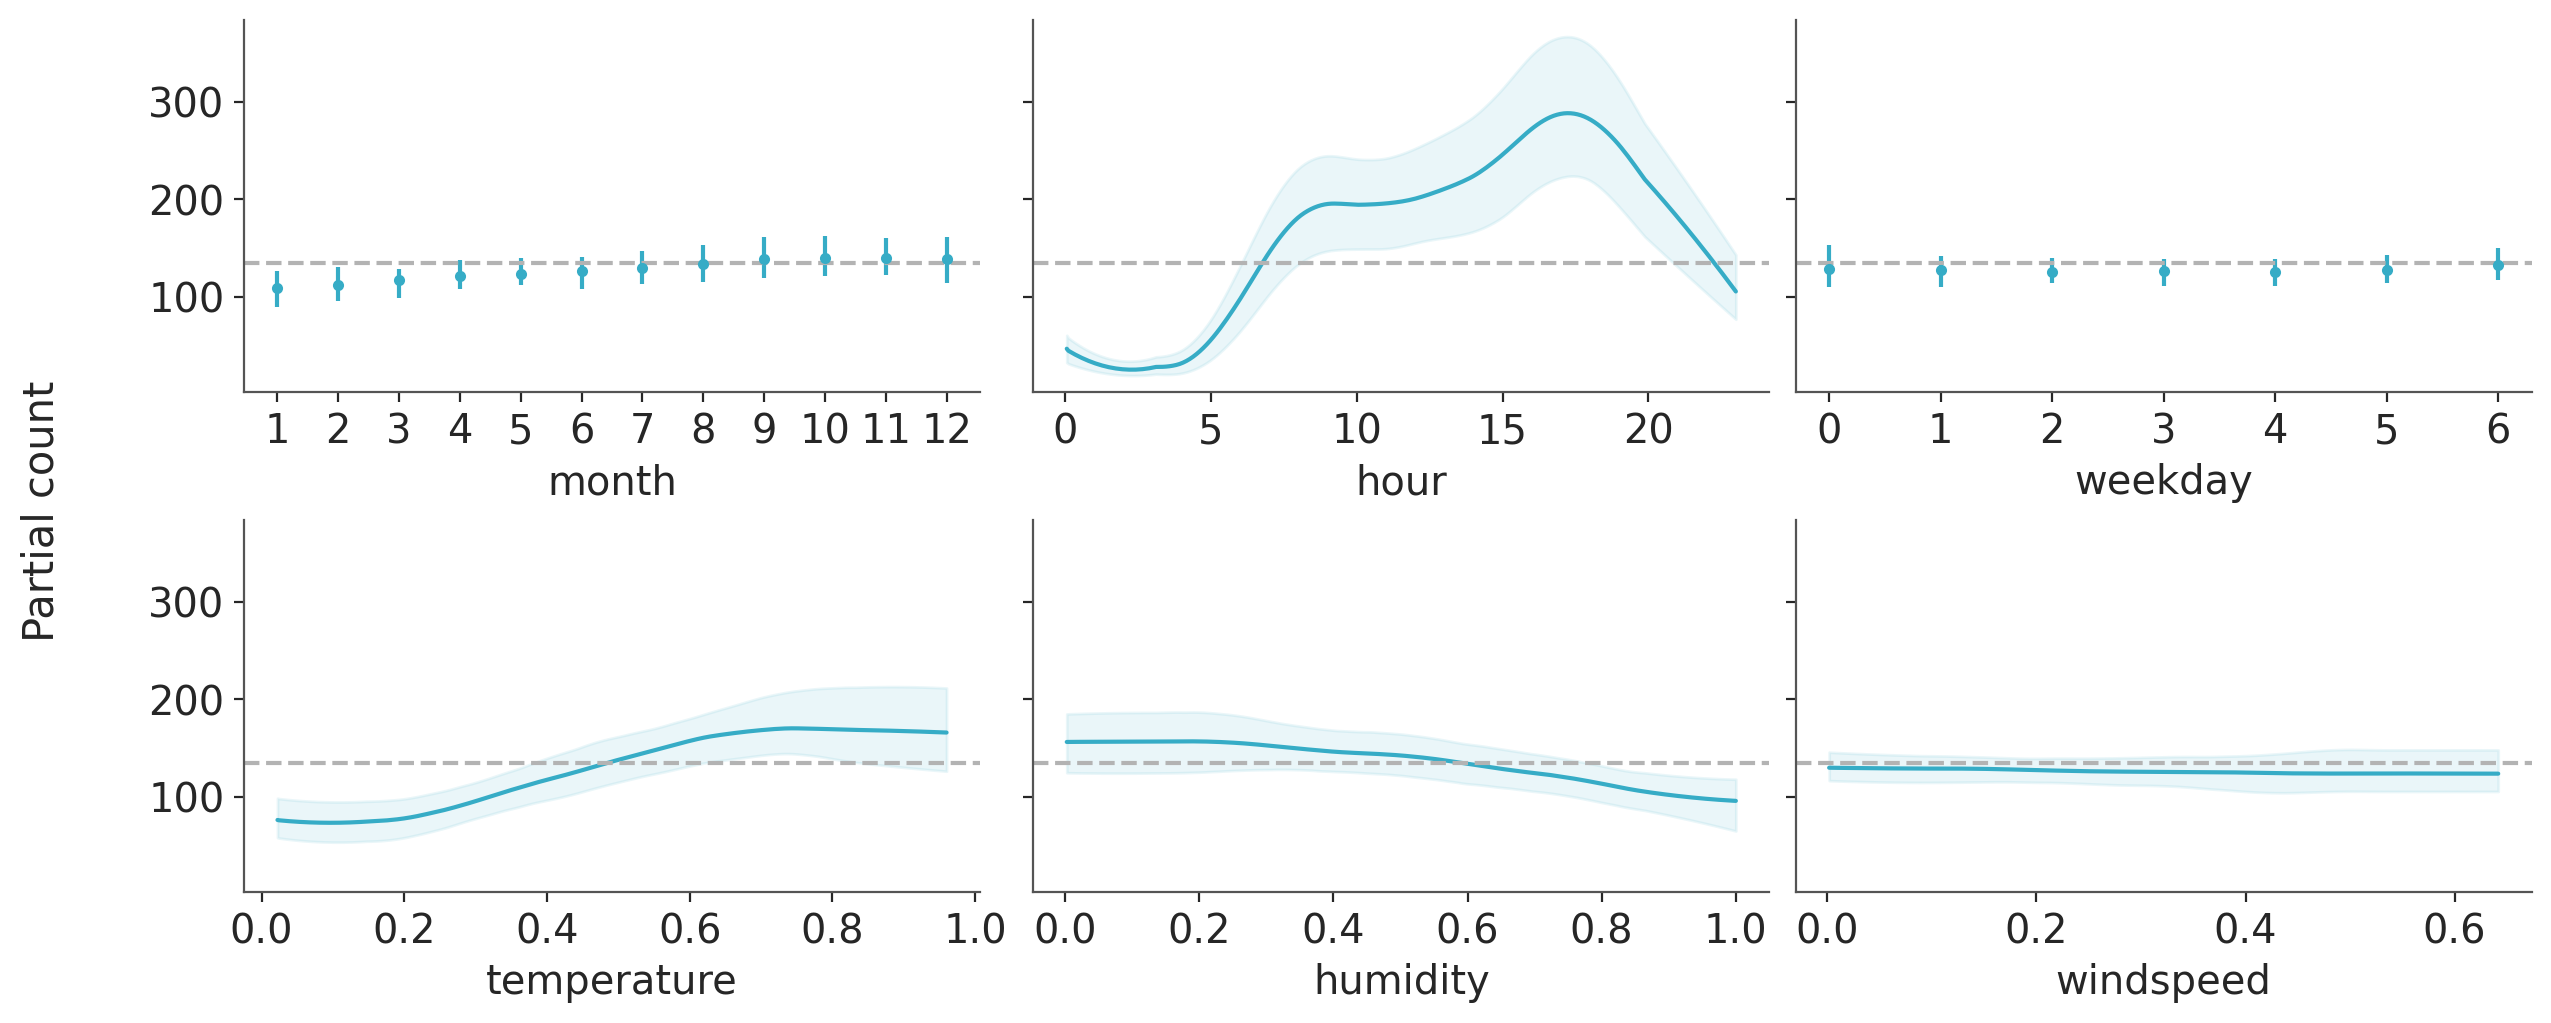 Partial count
300
200
100
1 2 3 4 5 6 7 8 9 10 11 12
month
0 5 10 15 20
hour
0 1 2 3 4 5 6
weekday
300
200
100
0.0 0.2 0.4 0.6 0.8 1.0
temperature
0.0 0.2 0.4 0.6 0.8 1.0
humidity
0.0 0.2 0.4 0.6
windspeed